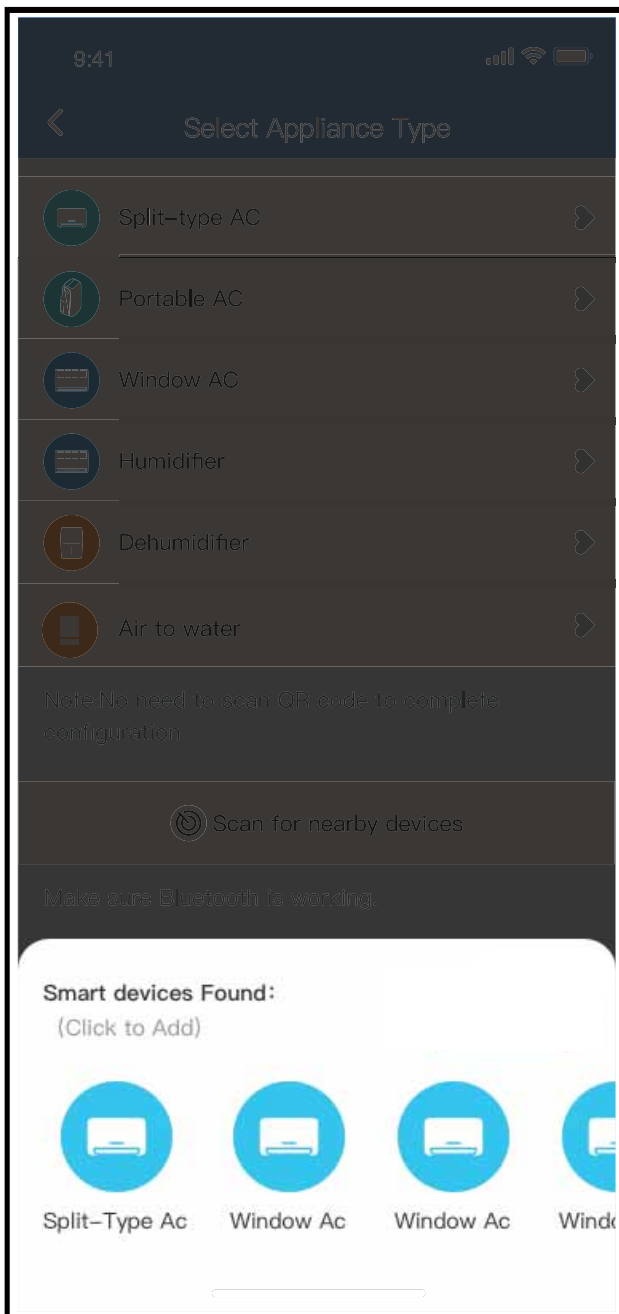 9:41
Select Appliance Type
Split-type AC
Portable AC
Window AC
Humidifier
Dehumidifier
Air to water
Note:No need to scan QR code to complete
configuration
Scan for nearby devices
Make sure Bluetooth is working.
Smart devices Found:
(Click to Add)
Split-Type Ac Window Ac Window Ac